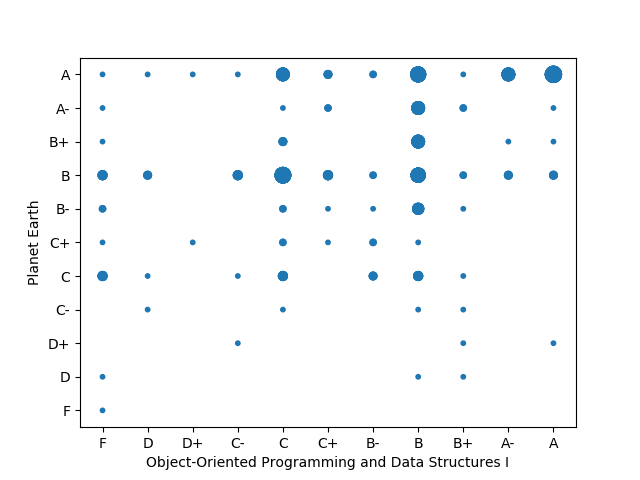 A
A-
B+
B
B-
C+
C
C-
D+
D
F
Planet Earth
F D D+ C- C C+ B- B B+ A- A
Object-Oriented Programming and Data Structures I